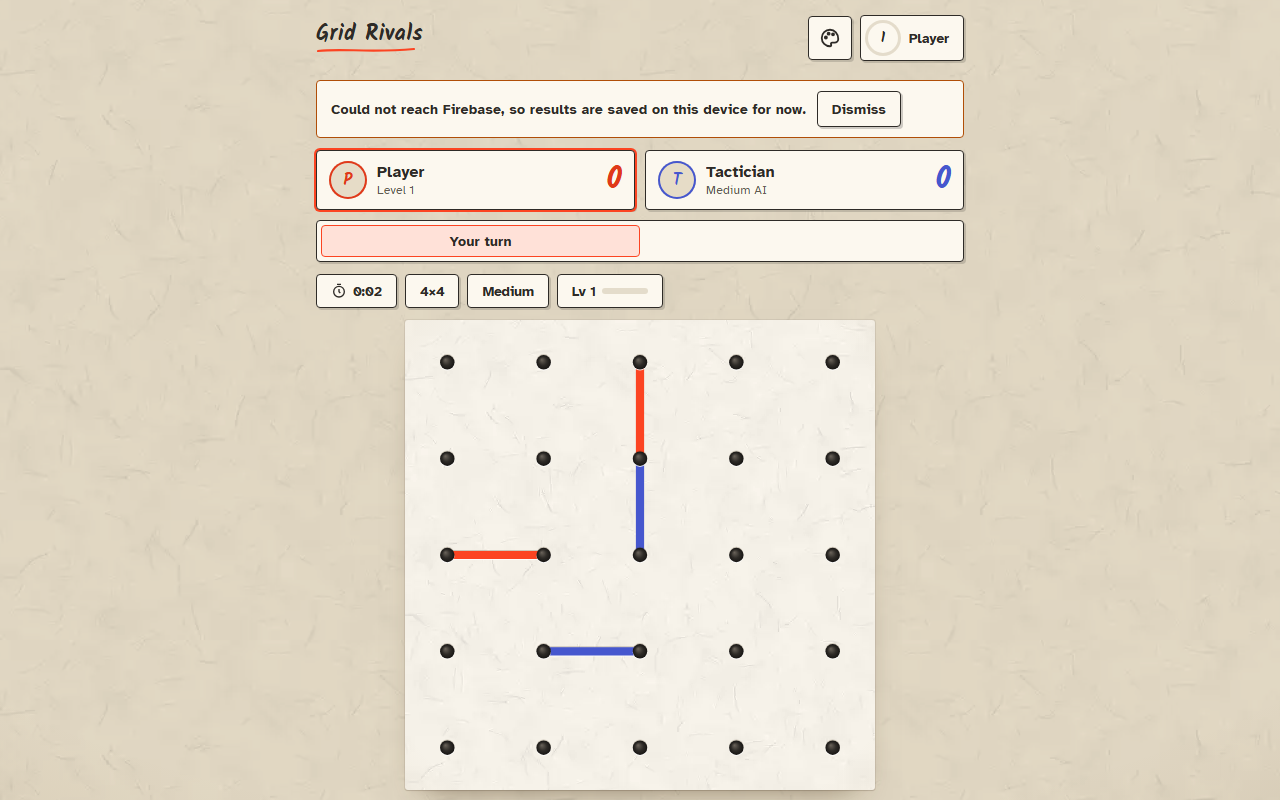 Grid Rivals
Player
Could not reach Firebase, so results are saved on this device for now. Dismiss
P Player Level 1 0
T Tactician Medium AI 0
Your turn
0:02 4×4 Medium Lv 1